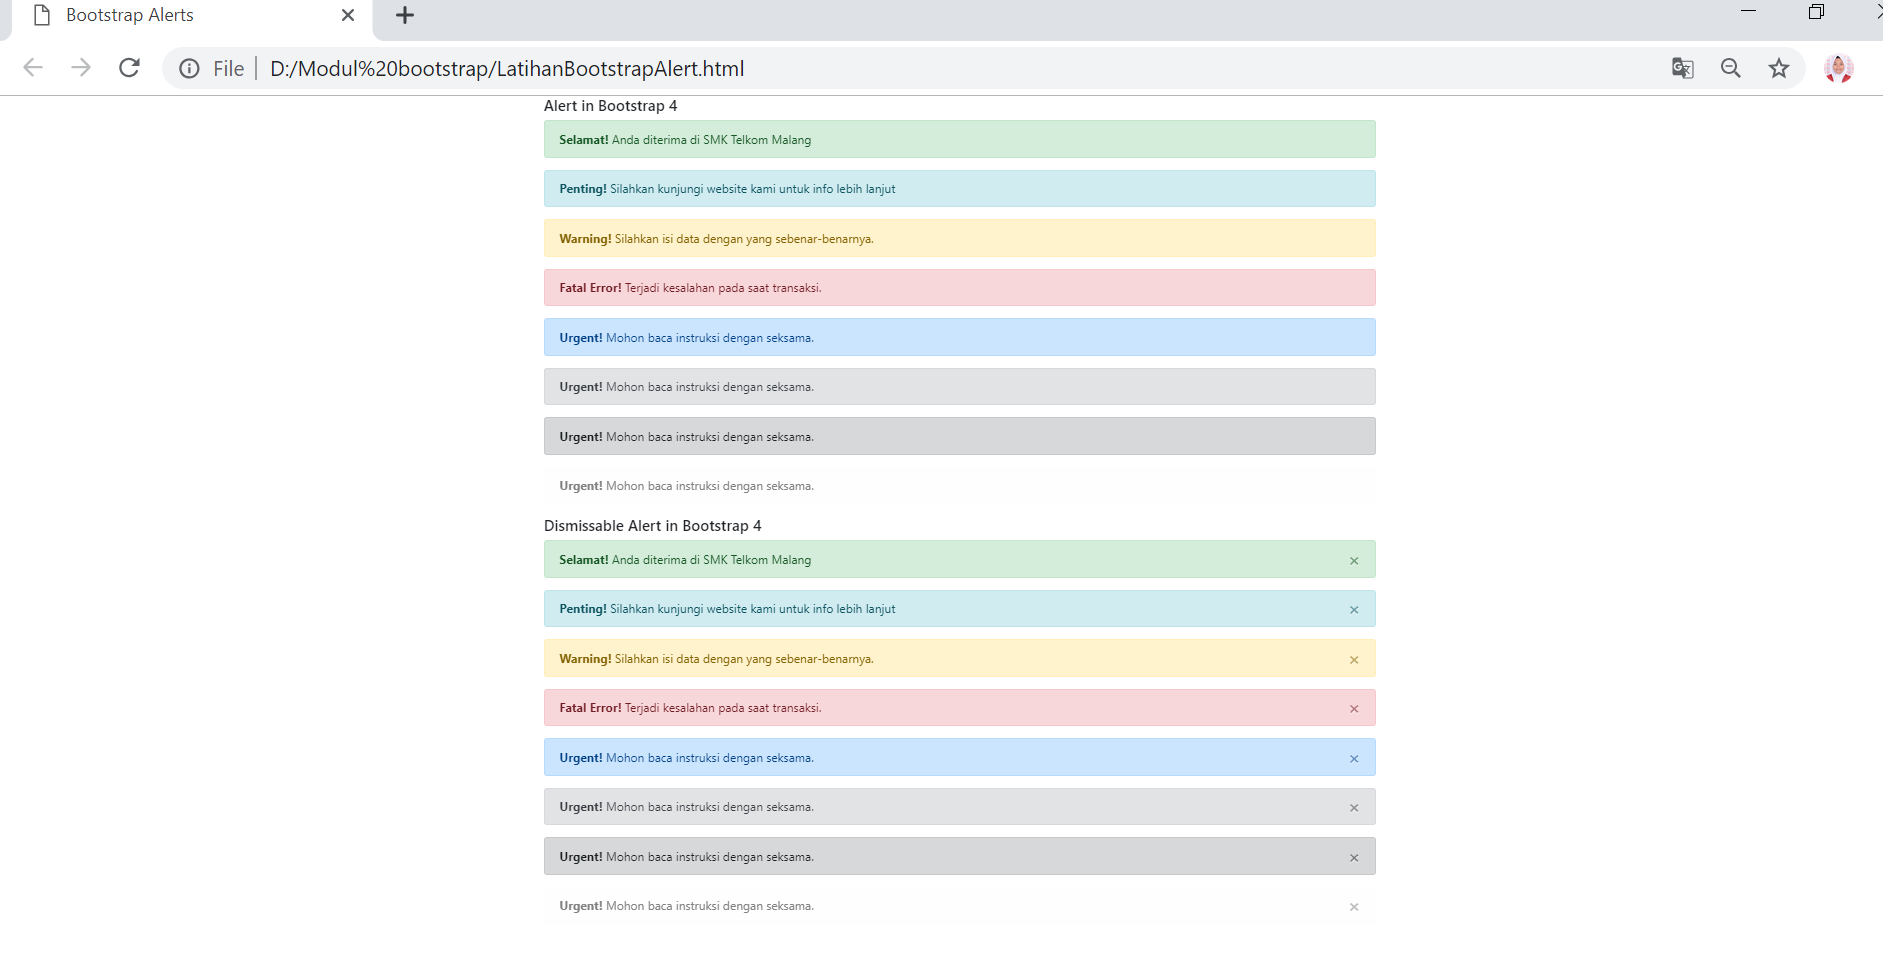 Bootstrap Alerts
File D:/Modul%20bootstrap/LatihanBootstrapAlert.html
Alert in Bootstrap 4
Selamat! Anda diterima di SMK Telkom Malang
Penting! Silahkan kunjungi website kami untuk info lebih lanjut
Warning! Silahkan isi data dengan yang sebenar-benarnya.
Fatal Error! Terjadi kesalahan pada saat transaksi.
Urgent! Mohon baca instruksi dengan seksama.
Urgent! Mohon baca instruksi dengan seksama.
Urgent! Mohon baca instruksi dengan seksama.
Urgent! Mohon baca instruksi dengan seksama.
Dismissable Alert in Bootstrap 4
Selamat! Anda diterima di SMK Telkom Malang ×
Penting! Silahkan kunjungi website kami untuk info lebih lanjut ×
Warning! Silahkan isi data dengan yang sebenar-benarnya. ×
Fatal Error! Terjadi kesalahan pada saat transaksi. ×
Urgent! Mohon baca instruksi dengan seksama. ×
Urgent! Mohon baca instruksi dengan seksama. ×
Urgent! Mohon baca instruksi dengan seksama. ×
Urgent! Mohon baca instruksi dengan seksama. ×